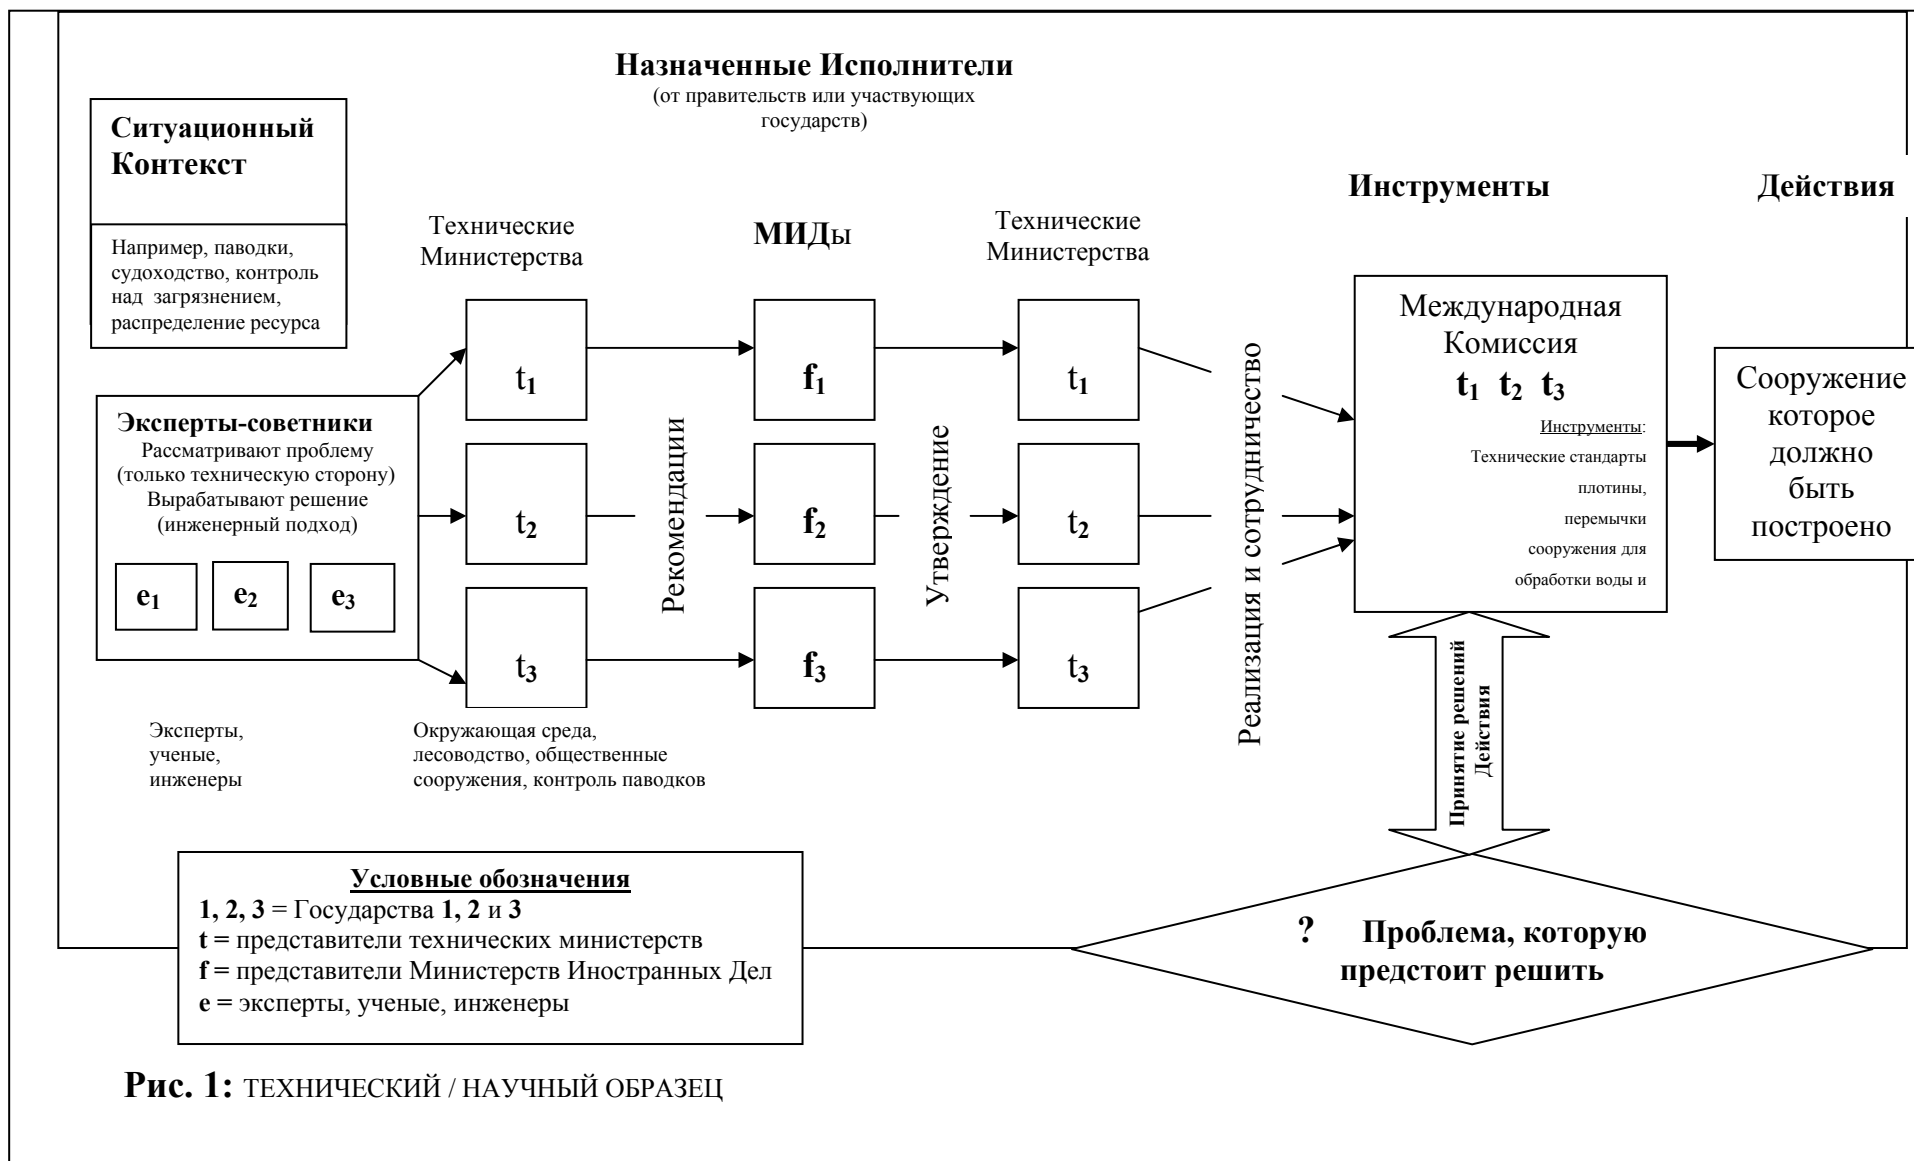 Назначенные Исполнители
(от правительств или участвующих
государств)
Ситуационный
Контекст
Например, паводки,
судоходство, контроль
над загрязнением,
распределение ресурса
Технические
Министерства
МИДы
Технические
Министерства
Инструменты
Действия
Эксперты-советники
Рассматривают проблему
(только техническую сторону)
Вырабатывают решение
(инженерный подход)
e1 e2 e3
t1
t2
t3
Рекомендации
f1
f2
f3
Утверждение
t1
t2
t3
Реализация и сотрудничество
Международная
Комиссия
t1 t2 t3
Инструменты:
Технические стандарты
плотины,
перемычки
сооружения для
обработки воды и
Сооружение
которое
должно
быть
построено
Эксперты,
ученые,
инженеры
Окружающая среда,
лесоводство, общественные
сооружения, контроль паводков
Принятие решений
Действия
Условные обозначения
1, 2, 3 = Государства 1, 2 и 3
t = представители технических министерств
f = представители Министерств Иностранных Дел
e = эксперты, ученые, инженеры
? Проблема, которую
предстоит решить
Рис. 1: ТЕХНИЧЕСКИЙ / НАУЧНЫЙ ОБРАЗЕЦ